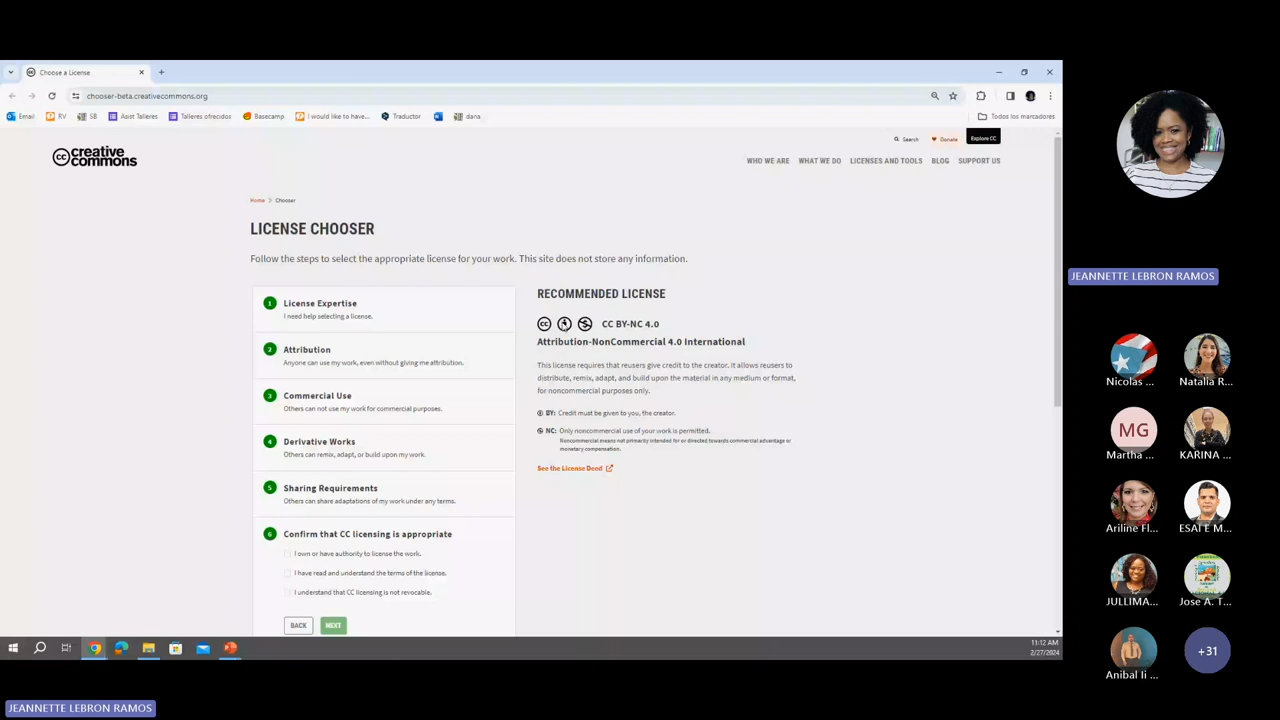 Choose a License
chooser-beta.creativecommons.org
Email
RV
SB
Asist Talleres
Talleres ofrecidos
Basecamp
I would like to have...
Traductor
dana
Todos los marcadores
creative commons
Search
Donate
Explore CC
WHO WE ARE
WHAT WE DO
LICENSES AND TOOLS
BLOG
SUPPORT US
Home > Chooser
LICENSE CHOOSER
Follow the steps to select the appropriate license for your work. This site does not store any information.
1 License Expertise
I need help selecting a license.
2 Attribution
Anyone can use my work, even without giving me attribution.
3 Commercial Use
Others can not use my work for commercial purposes.
4 Derivative Works
Others can remix, adapt, or build upon my work.
5 Sharing Requirements
Others can share adaptations of my work under any terms.
6 Confirm that CC licensing is appropriate
I own or have authority to license the work.
I have read and understand the terms of the license.
I understand that CC licensing is not revocable.
BACK
NEXT
RECOMMENDED LICENSE
CC BY-NC 4.0
Attribution-NonCommercial 4.0 International
This license requires that reusers give credit to the creator. It allows reusers to
distribute, remix, adapt, and build upon the material in any medium or format,
for noncommercial purposes only.
BY: Credit must be given to you, the creator.
NC: Only noncommercial use of your work is permitted.
Noncommercial means not primarily intended for or directed towards commercial advantage or
monetary compensation.
See the License Deed
11:12 AM
2/27/2024
JEANNETTE LEBRON RAMOS
Nicolas ...
Natalia R...
MG
Martha ...
KARINA ...
Ariline Fl...
ESAI E M...
JULLIMA...
Jose A. T...
Anibal Ii ...
+31
JEANNETTE LEBRON RAMOS